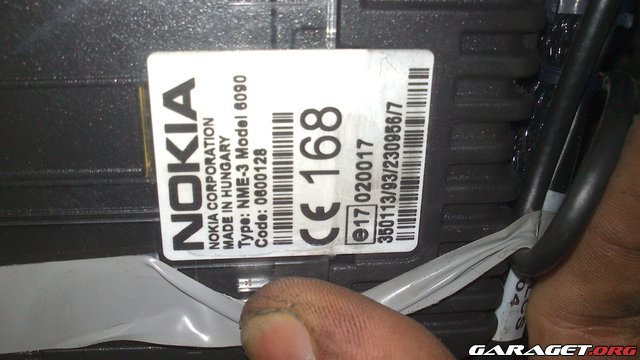 NOKIA
NOKIA CORPORATION
MADE IN HUNGARY
Type: NME-3 Model 6090
Code: 0600128
CE 168
e17 020017
350113/93/230956/7
04
GARAGET.ORG